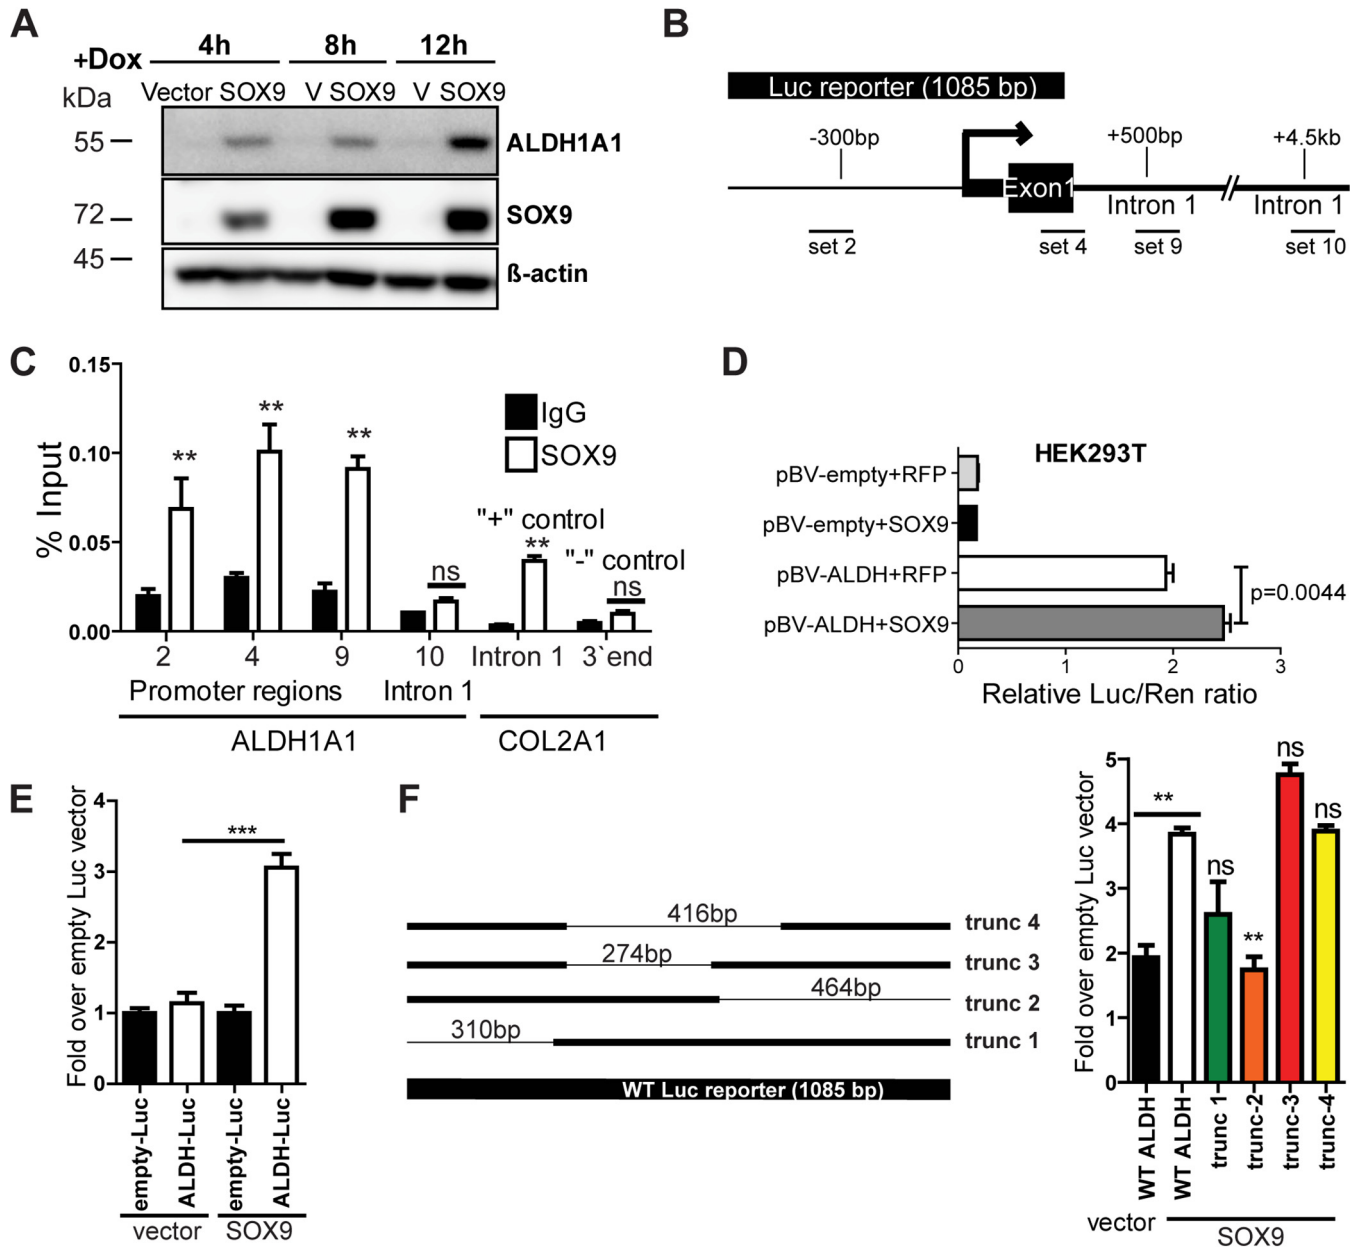 A
+Dox
4h 8h 12h
kDa
Vector SOX9 V SOX9 V SOX9
55
ALDH1A1
72
SOX9
45
ß-actin
B
Luc reporter (1085 bp)
-300bp
+500bp
+4.5kb
Exon1
Intron 1
Intron 1
set 2
set 4
set 9
set 10
C
% Input
0.15
0.10
0.05
0.00
**
**
**
ns
"+" control
**
"-" control
ns
IgG
SOX9
2 4 9 10 Intron 1 3`end
Promoter regions
Intron 1
ALDH1A1
COL2A1
D
HEK293T
pBV-empty+RFP
pBV-empty+SOX9
pBV-ALDH+RFP
pBV-ALDH+SOX9
p=0.0044
0 1 2 3
Relative Luc/Ren ratio
E
Fold over empty Luc vector
4
3
2
1
0
***
empty-Luc
ALDH-Luc
empty-Luc
ALDH-Luc
vector
SOX9
F
416bp
trunc 4
274bp
trunc 3
464bp
trunc 2
310bp
trunc 1
WT Luc reporter (1085 bp)
Fold over empty Luc vector
5
4
3
2
1
0
**
ns
**
ns
ns
WT ALDH
WT ALDH
trunc 1
trunc-2
trunc-3
trunc-4
vector
SOX9